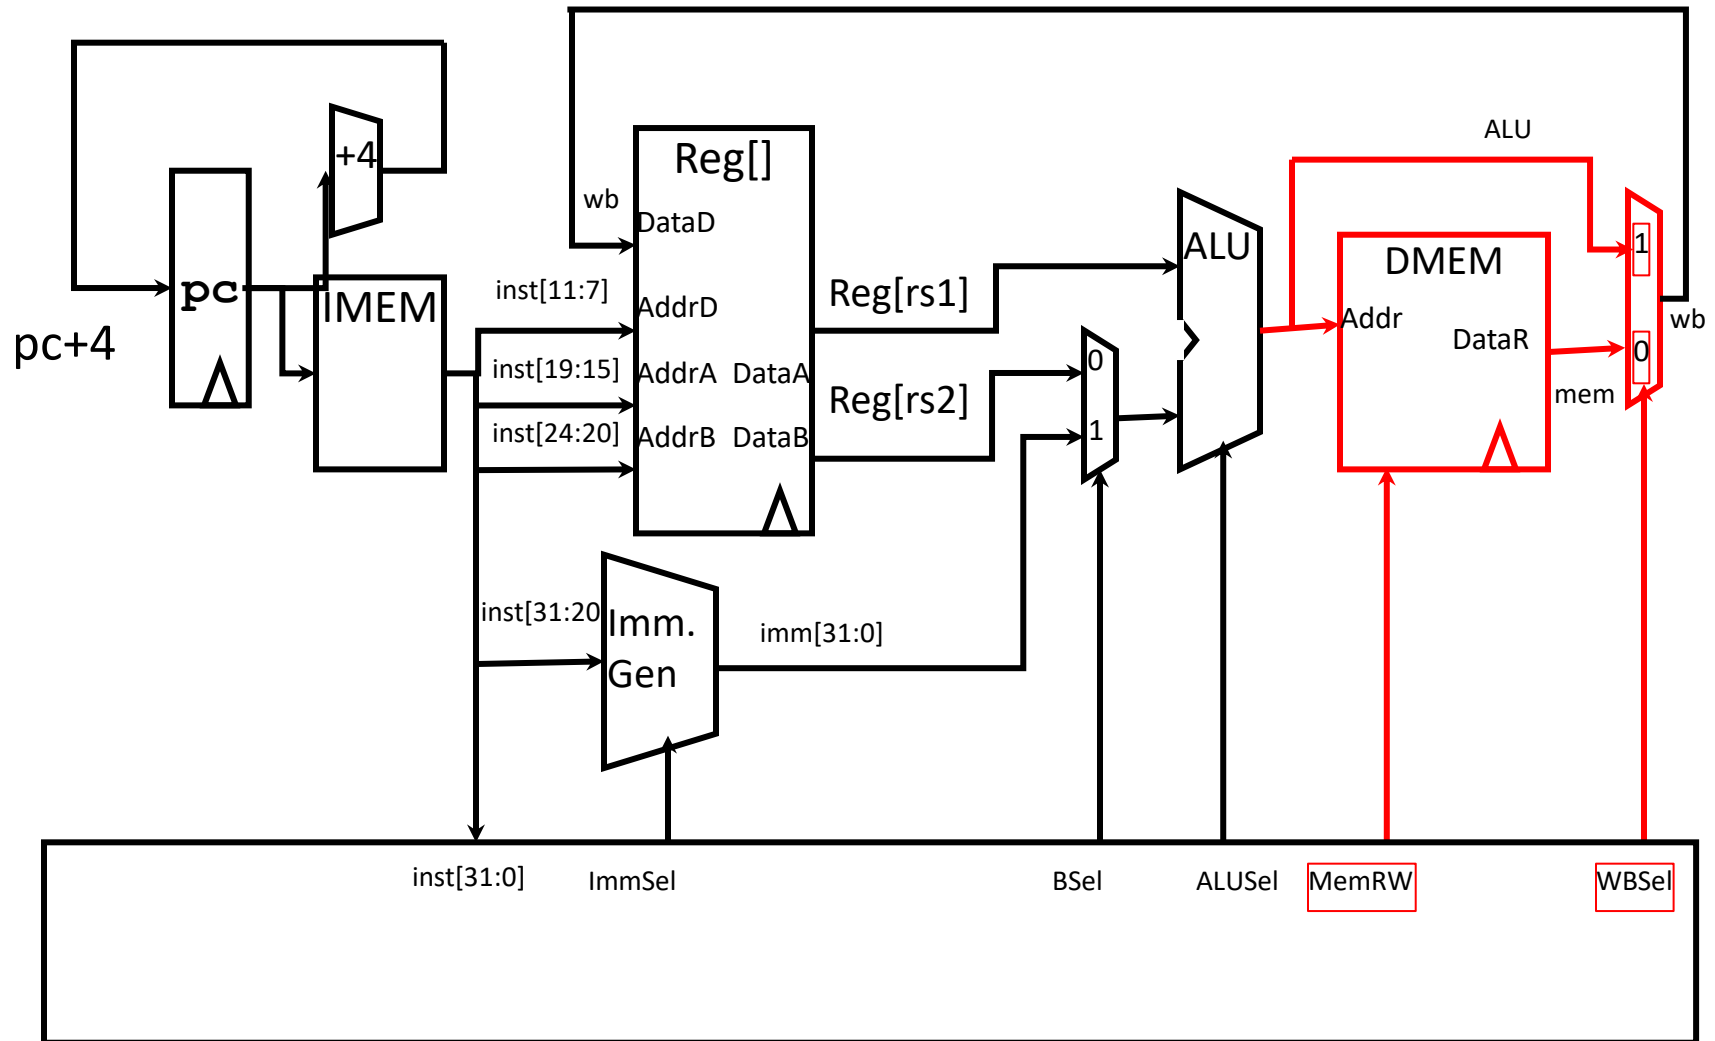 ALU
+4
Reg[]
wb
DataD
ALU
1
DMEM
pc
IMEM
inst[11:7]
AddrD
Reg[rs1]
Addr
wb
pc+4
DataR
0
0
inst[19:15]
AddrA
DataA
Reg[rs2]
mem
inst[24:20]
AddrB
DataB
1
inst[31:20
Imm.
Gen
imm[31:0]
inst[31:0]
ImmSel
BSel
ALUSel
MemRW
WBSel